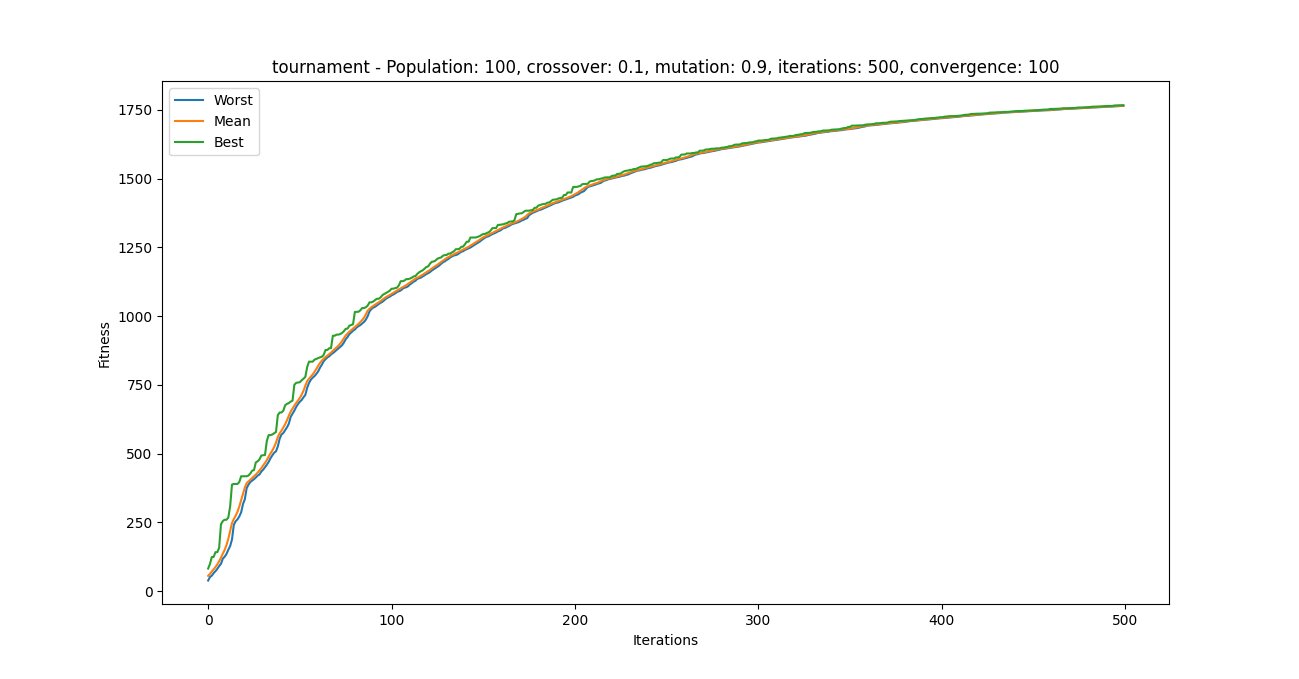 tournament - Population: 100, crossover: 0.1, mutation: 0.9, iterations: 500, convergence: 100
Worst
Mean
Best
1750
1500
1250
1000
750
500
250
0
Fitness
0 100 200 300 400 500
Iterations